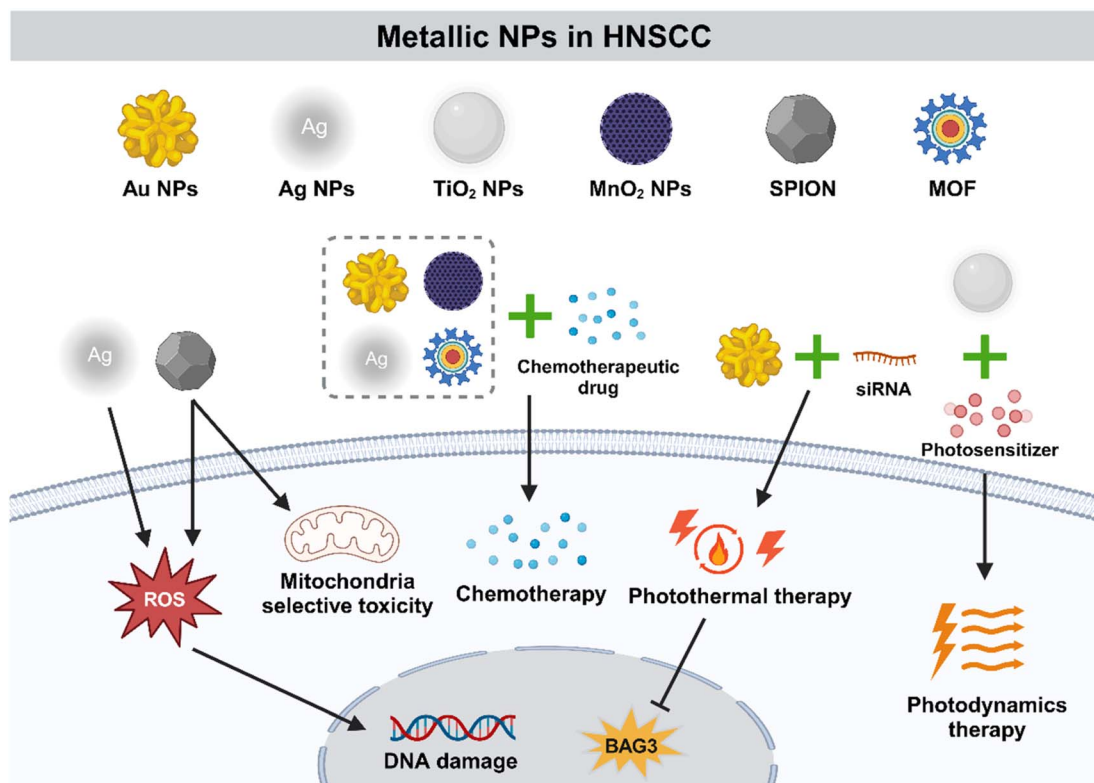 Metallic NPs in HNSCC
Ag
Au NPs
Ag NPs
TiO₂ NPs
MnO₂ NPs
SPION
MOF
Ag
Ag
Chemotherapeutic
drug
siRNA
Photosensitizer
ROS
Mitochondria
selective toxicity
Chemotherapy
Photothermal therapy
Photodynamics
therapy
DNA damage
BAG3